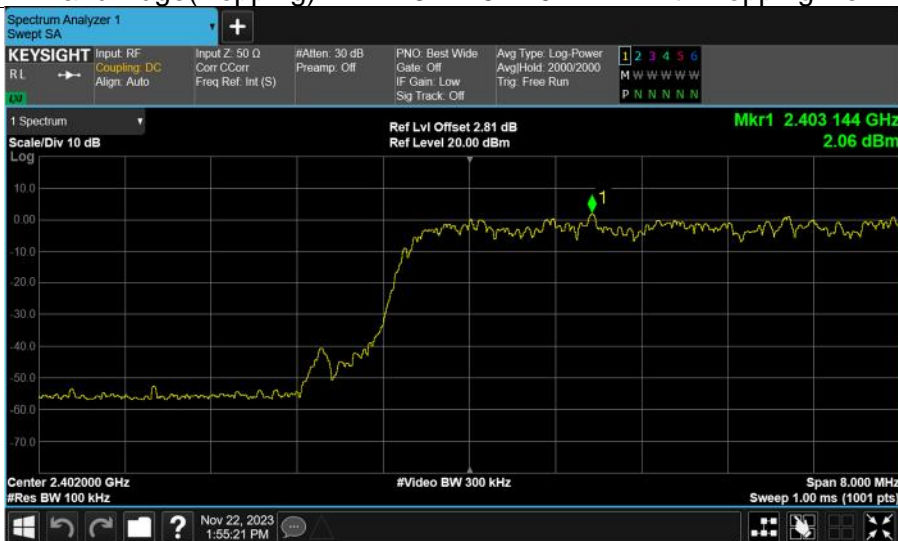 Spectrum Analyzer 1
Swept SA
+
KEYSIGHT
RL
LXI
Input: RF
Coupling: DC
Align: Auto
Input Z: 50 Ω
Corr CCorr
Freq Ref: Int (S)
#Atten: 30 dB
Preamp: Off
PNO: Best Wide
Gate: Off
IF Gain: Low
Sig Track: Off
Avg Type: Log-Power
Avg|Hold: 2000/2000
Trig: Free Run
1 2 3 4 5 6
M W W W W W
P N N N N N
1 Spectrum
Scale/Div 10 dB
Log
Ref Lvl Offset 2.81 dB
Ref Level 20.00 dBm
Mkr1 2.403 144 GHz
2.06 dBm
10.0
0.00
-10.0
-20.0
-30.0
-40.0
-50.0
-60.0
-70.0
1
Center 2.402000 GHz
#Res BW 100 kHz
#Video BW 300 kHz
Span 8.000 MHz
Sweep 1.00 ms (1001 pts)
?
Nov 22, 2023
1:55:21 PM